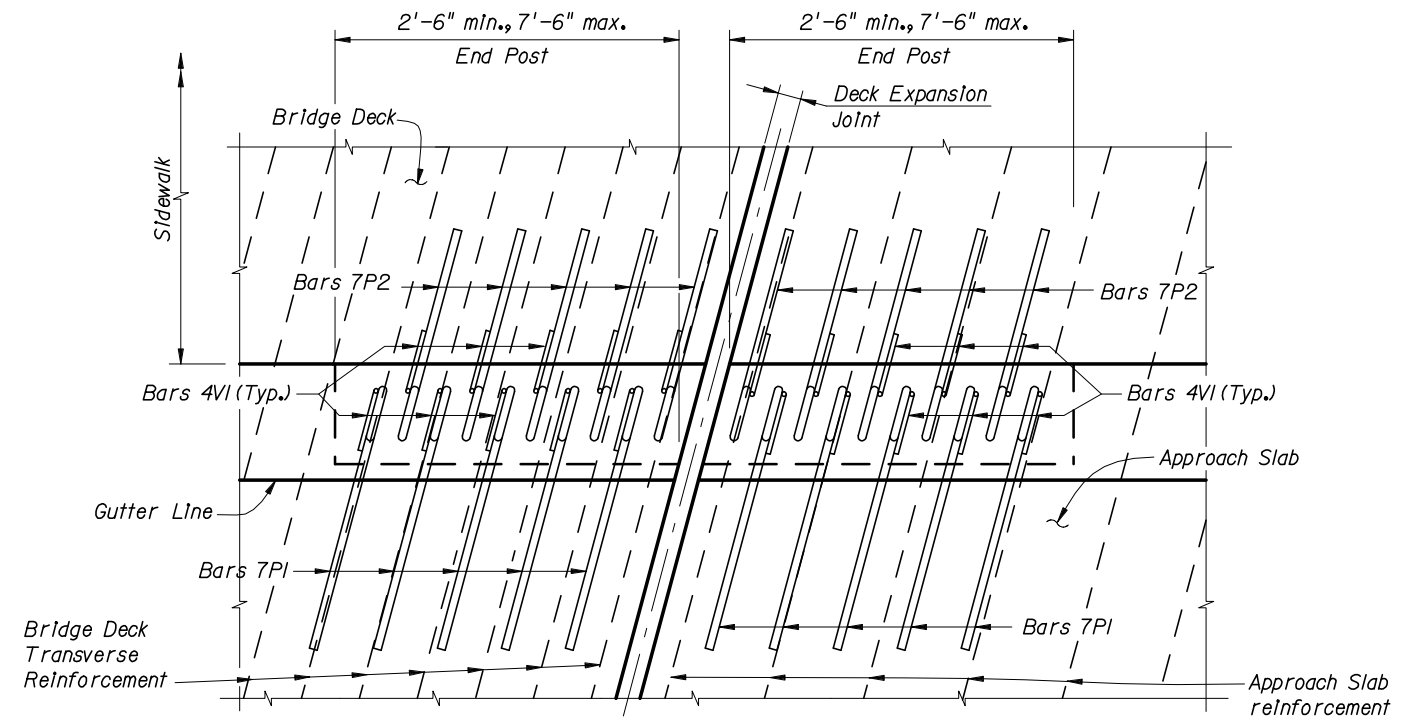 2'-6" min., 7'-6" max.
End Post
2'-6" min., 7'-6" max.
End Post
Deck Expansion
Joint
Bridge Deck
Sidewalk
Bars 7P2
Bars 7P2
Bars 4V1 (Typ.)
Bars 4V1 (Typ.)
Approach Slab
Gutter Line
Bars 7P1
Bars 7P1
Bridge Deck
Transverse
Reinforcement
Approach Slab
reinforcement